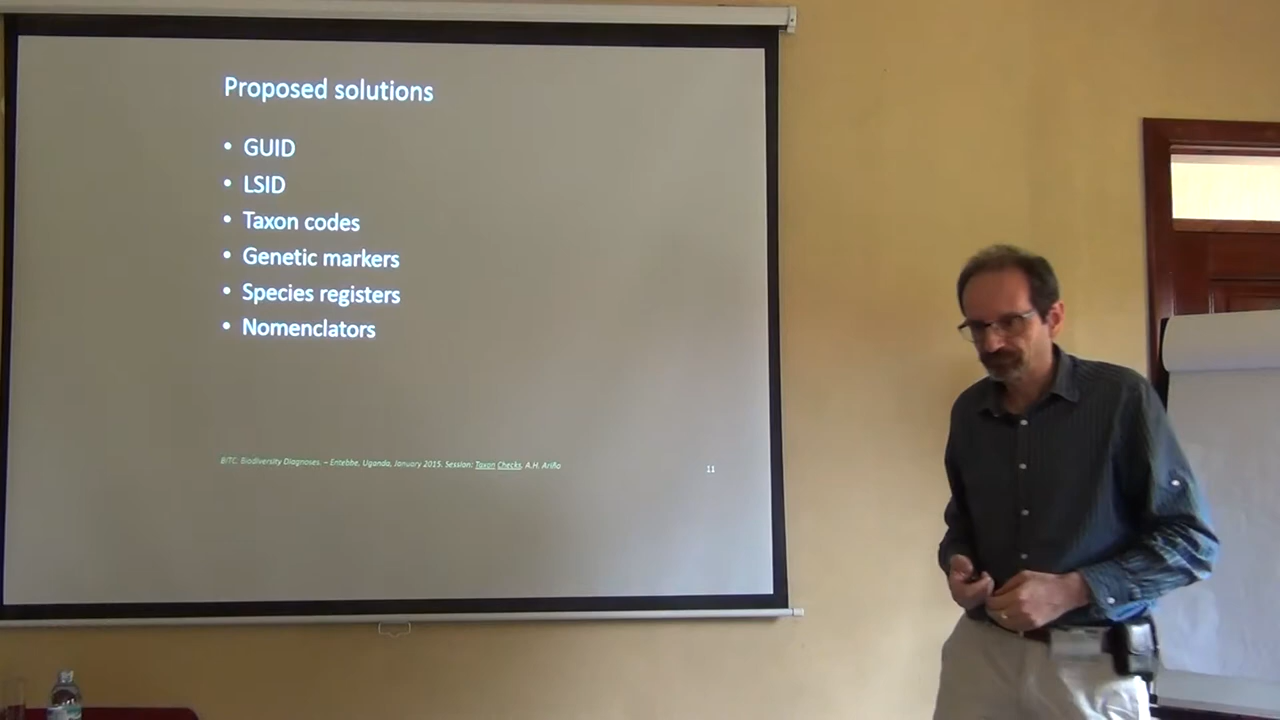 Proposed solutions
• GUID
• LSID
• Taxon codes
• Genetic markers
• Species registers
• Nomenclators
BITC. Biodiversity Diagnoses. – Entebbe, Uganda, January 2015. Session: Taxon Checks. A.H. Ariño
11